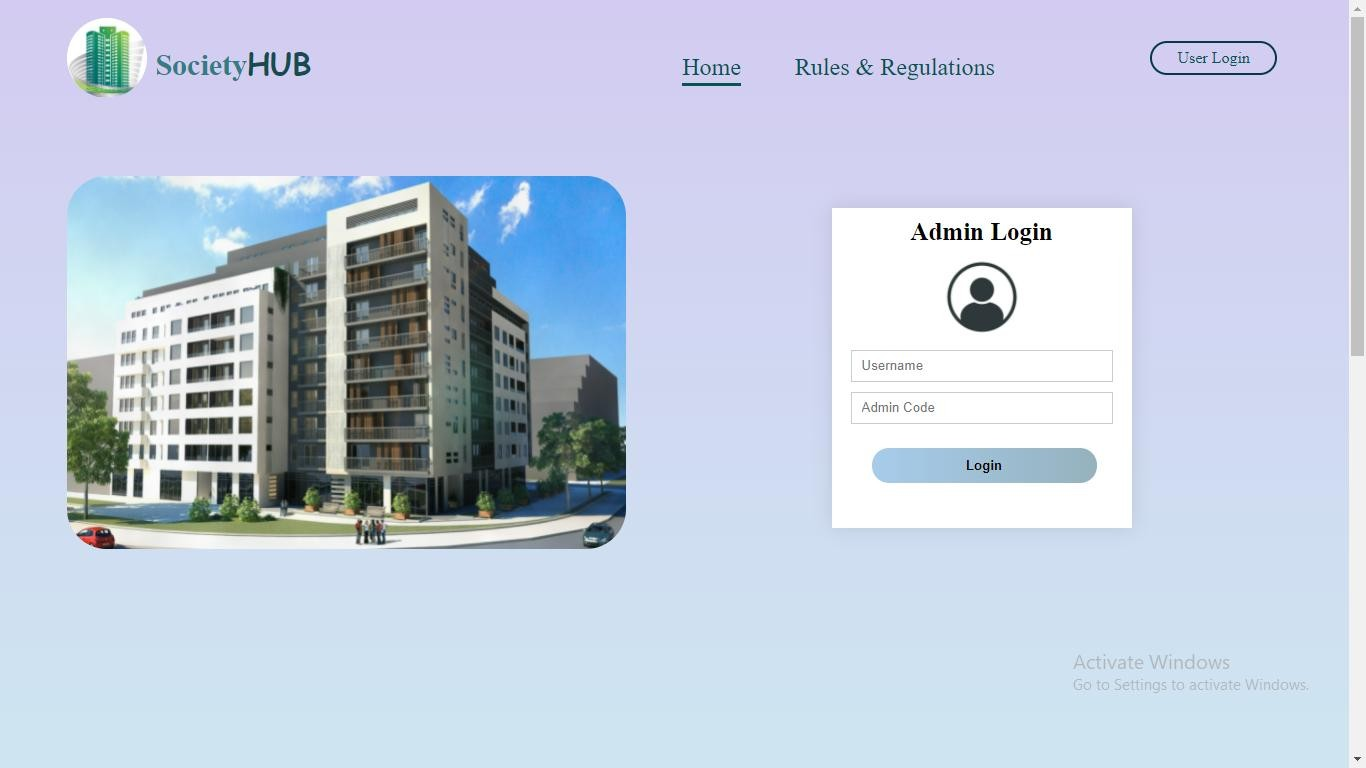 SocietyHUB
Home
Rules & Regulations
User Login
Admin Login
Username
Admin Code
Login
Activate Windows
Go to Settings to activate Windows.